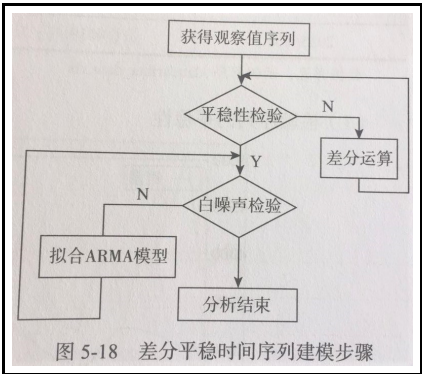 获得观察值序列
平稳性检验
N
差分运算
Y
N
白噪声检验
拟合ARMA模型
分析结束
图 5-18 差分平稳时间序列建模步骤